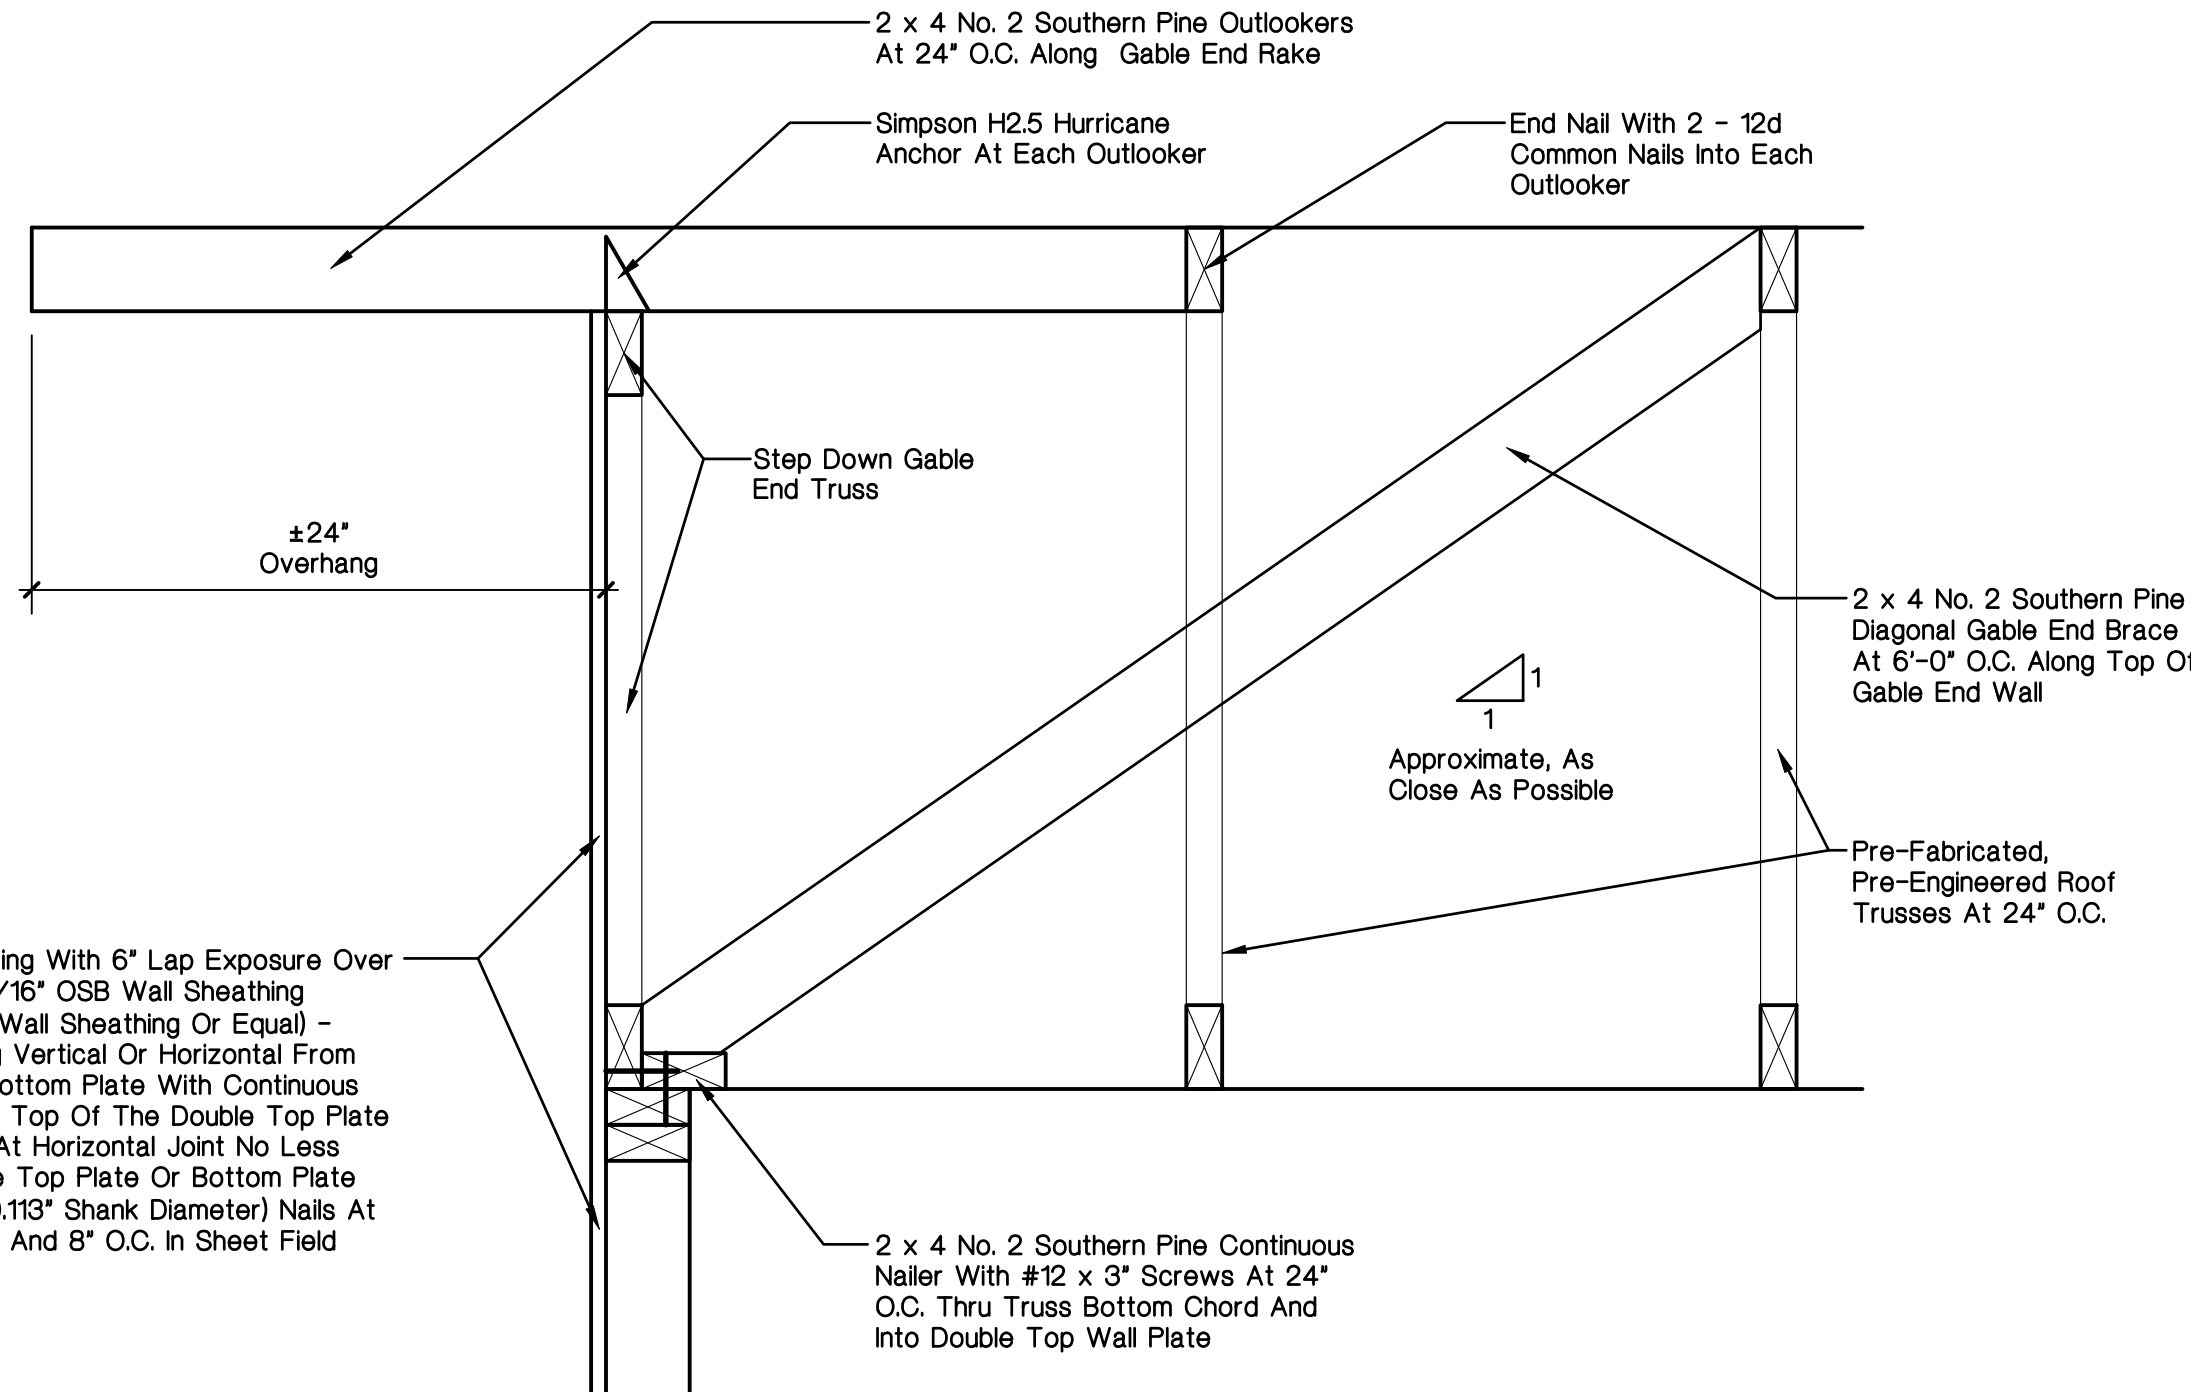 2 x 4 No. 2 Southern Pine Outlookers
At 24" O.C. Along Gable End Rake
Simpson H2.5 Hurricane
Anchor At Each Outlooker
End Nail With 2 - 12d
Common Nails Into Each
Outlooker
Step Down Gable
End Truss
±24"
Overhang
2 x 4 No. 2 Southern Pine
Diagonal Gable End Brace
At 6'-0" O.C. Along Top Of
Gable End Wall
1
1
Approximate, As
Close As Possible
Pre-Fabricated,
Pre-Engineered Roof
Trusses At 24" O.C.
With 6" Lap Exposure Over
/16" OSB Wall Sheathing
Wall Sheathing Or Equal) -
Vertical Or Horizontal From
Bottom Plate With Continuous
Top Of The Double Top Plate
At Horizontal Joint No Less
Top Plate Or Bottom Plate
.113" Shank Diameter) Nails At
And 8" O.C. In Sheet Field
2 x 4 No. 2 Southern Pine Continuous
Nailer With #12 x 3" Screws At 24"
O.C. Thru Truss Bottom Chord And
Into Double Top Wall Plate